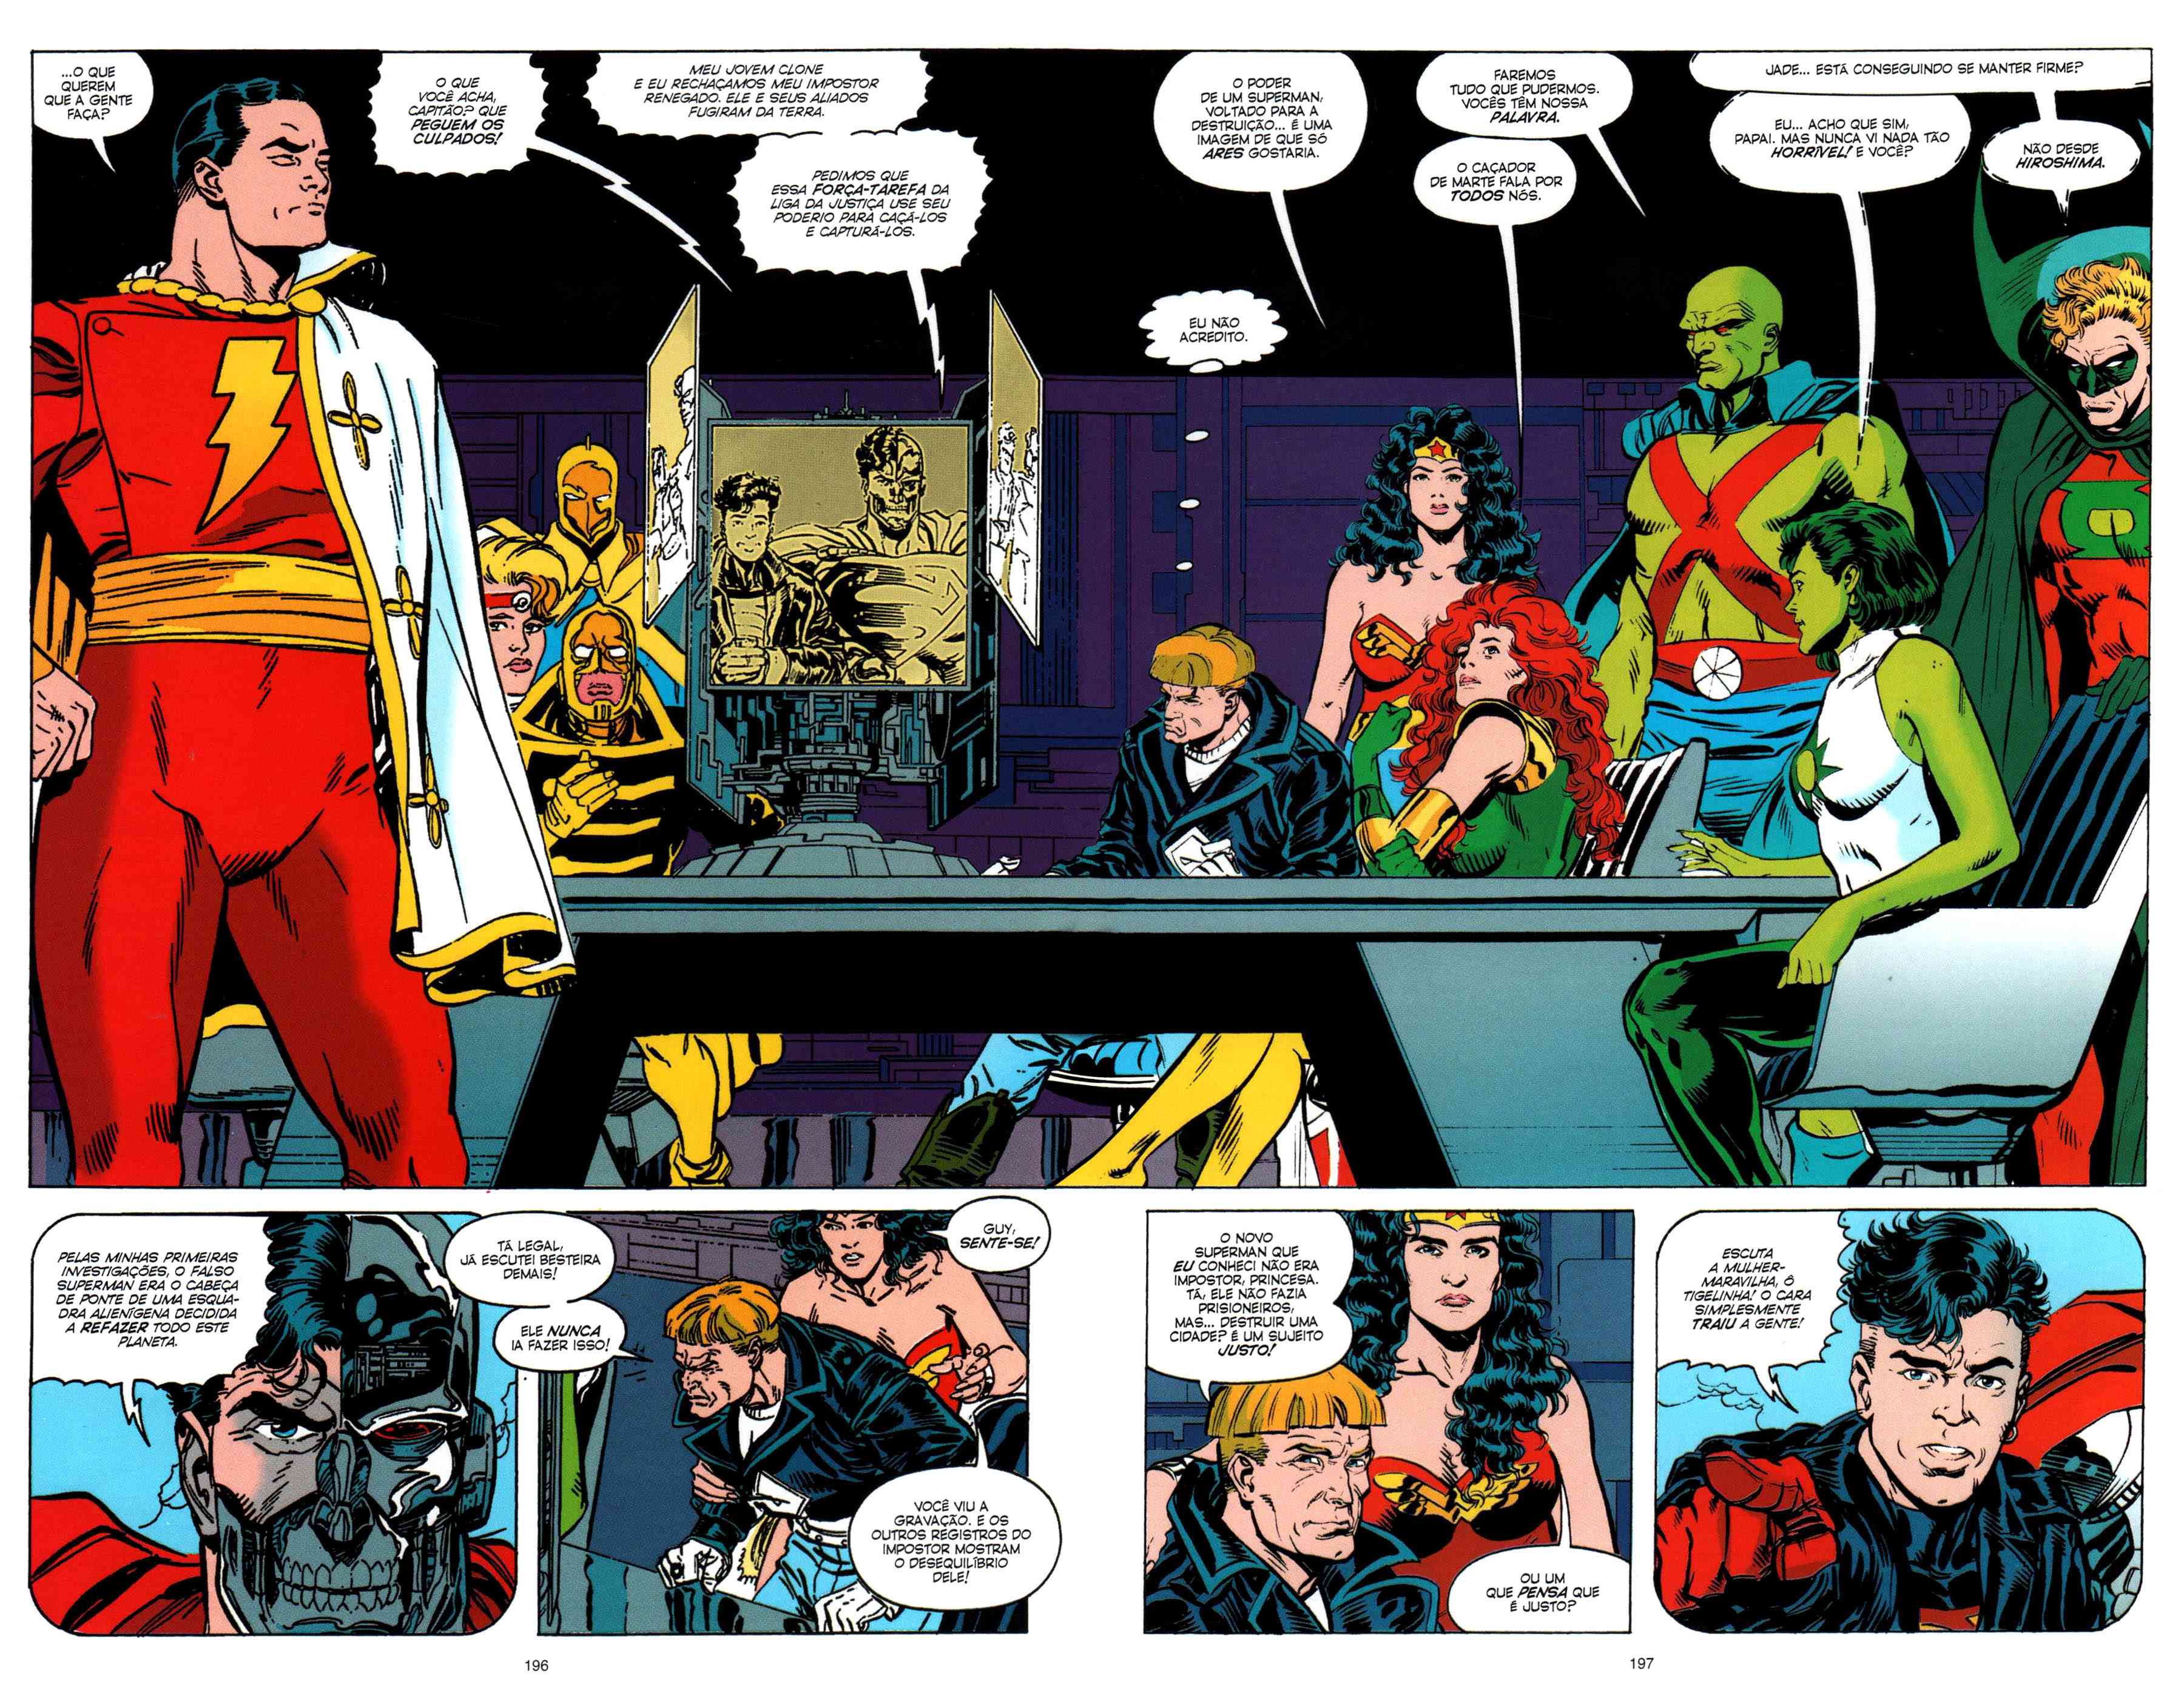 ...O QUE
QUEREM
QUE A GENTE
FAÇA?
O QUE
VOCÊ ACHA,
CAPITÃO? QUE
PEGUEM OS
CULPADOS!
MEU JOVEM CLONE
E EU RECHAÇAMOS MEU IMPOSTOR
RENEGADO. ELE E SEUS ALIADOS
FUGIRAM DA TERRA.
PEDIMOS QUE
ESSA FORÇA-TAREFA DA
LIGA DA JUSTIÇA USE SEU
PODERIO PARA CAÇÁ-LOS
E CAPTURÁ-LOS.
EU NÃO
ACREDITO.
O PODER
DE UM SUPERMAN,
VOLTADO PARA A
DESTRUIÇÃO... É UMA
IMAGEM DE QUE SÓ
ARES GOSTARIA.
FAREMOS
TUDO QUE PUDERMOS.
VOCÊS TÊM NOSSA
PALAVRA.
O CAÇADOR
DE MARTE FALA POR
TODOS NÓS.
JADE... ESTÁ CONSEGUINDO SE MANTER FIRME?
EU... ACHO QUE SIM,
PAPAI. MAS NUNCA VI NADA TÃO
HORRÍVEL! E VOCÊ?
NÃO DESDE
HIROSHIMA.
PELAS MINHAS PRIMEIRAS
INVESTIGAÇÕES, O FALSO
SUPERMAN ERA O CABEÇA
DE PONTE DE UMA ESQUA-
DRA ALIENÍGENA DECIDIDA
A REFAZER TODO ESTE
PLANETA.
TÁ LEGAL,
JÁ ESCUTEI BESTEIRA
DEMAIS!
ELE NUNCA
IA FAZER ISSO!
GUY,
SENTE-SE!
VOCÊ VIU A
GRAVAÇÃO. E OS
OUTROS REGISTROS DO
IMPOSTOR MOSTRAM
O DESEQUILÍBRIO
DELE!
O NOVO
SUPERMAN QUE
EU CONHECI NÃO ERA
IMPOSTOR, PRINCESA.
TÁ, ELE NÃO FAZIA
PRISIONEIROS,
MAS... DESTRUIR UMA
CIDADE? É UM SUJEITO
JUSTO!
OU UM
QUE PENSA QUE
É JUSTO?
ESCUTA
A MULHER-
MARAVILHA, Ô
TIGELINHA! O CARA
SIMPLESMENTE
TRAIU A GENTE!
196
197